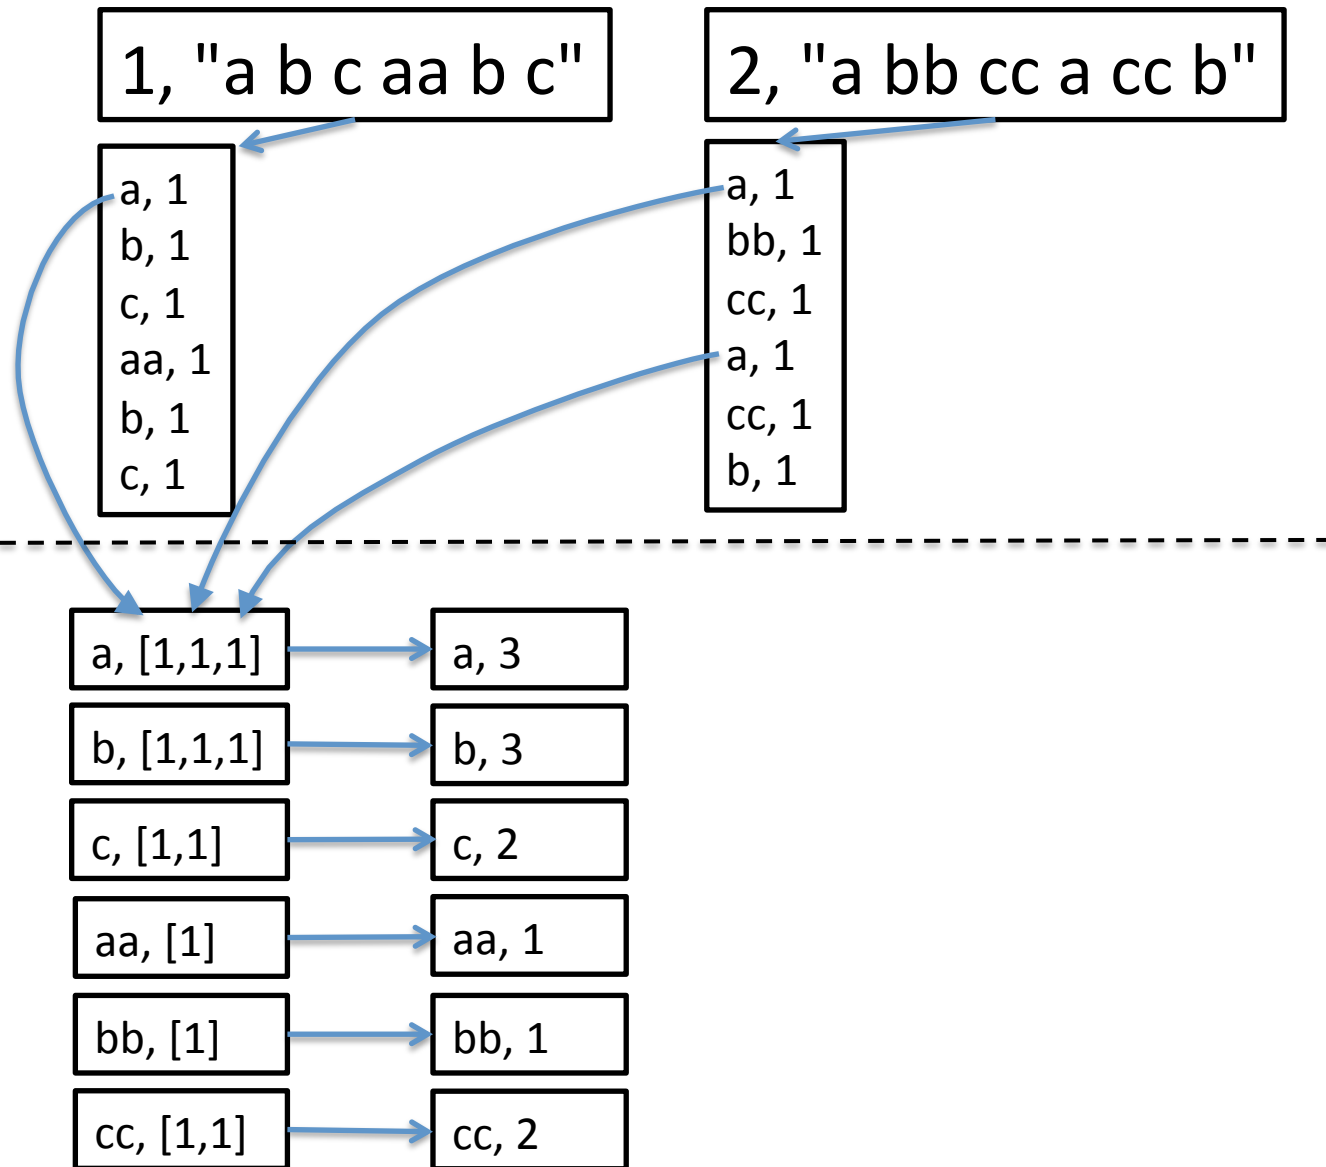 1, "a b c aa b c"
2, "a bb cc a cc b"
a, 1
b, 1
c, 1
aa, 1
b, 1
c, 1
a, 1
bb, 1
cc, 1
a, 1
cc, 1
b, 1
a, [1,1,1]
a, 3
b, [1,1,1]
b, 3
c, [1,1]
c, 2
aa, [1]
aa, 1
bb, [1]
bb, 1
cc, [1,1]
cc, 2